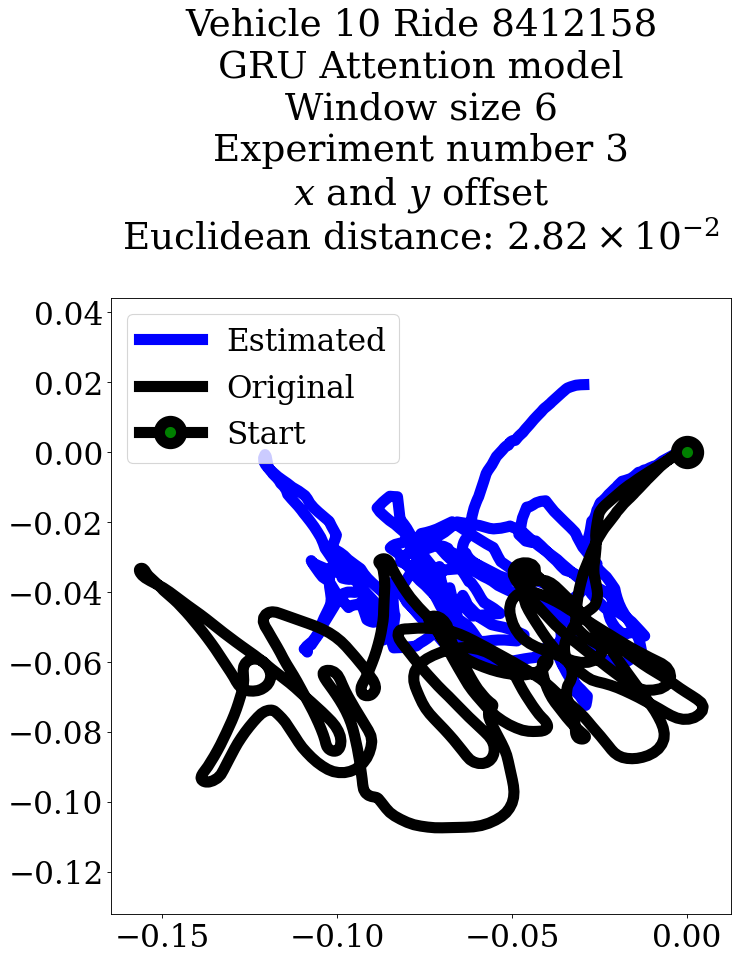 Vehicle 10 Ride 8412158
GRU Attention model
Window size 6
Experiment number 3
x and y offset
Euclidean distance: 2.82 × 10⁻²
0.04
0.02
0.00
−0.02
−0.04
−0.06
−0.08
−0.10
−0.12
Estimated
Original
Start
−0.15
−0.10
−0.05
0.00